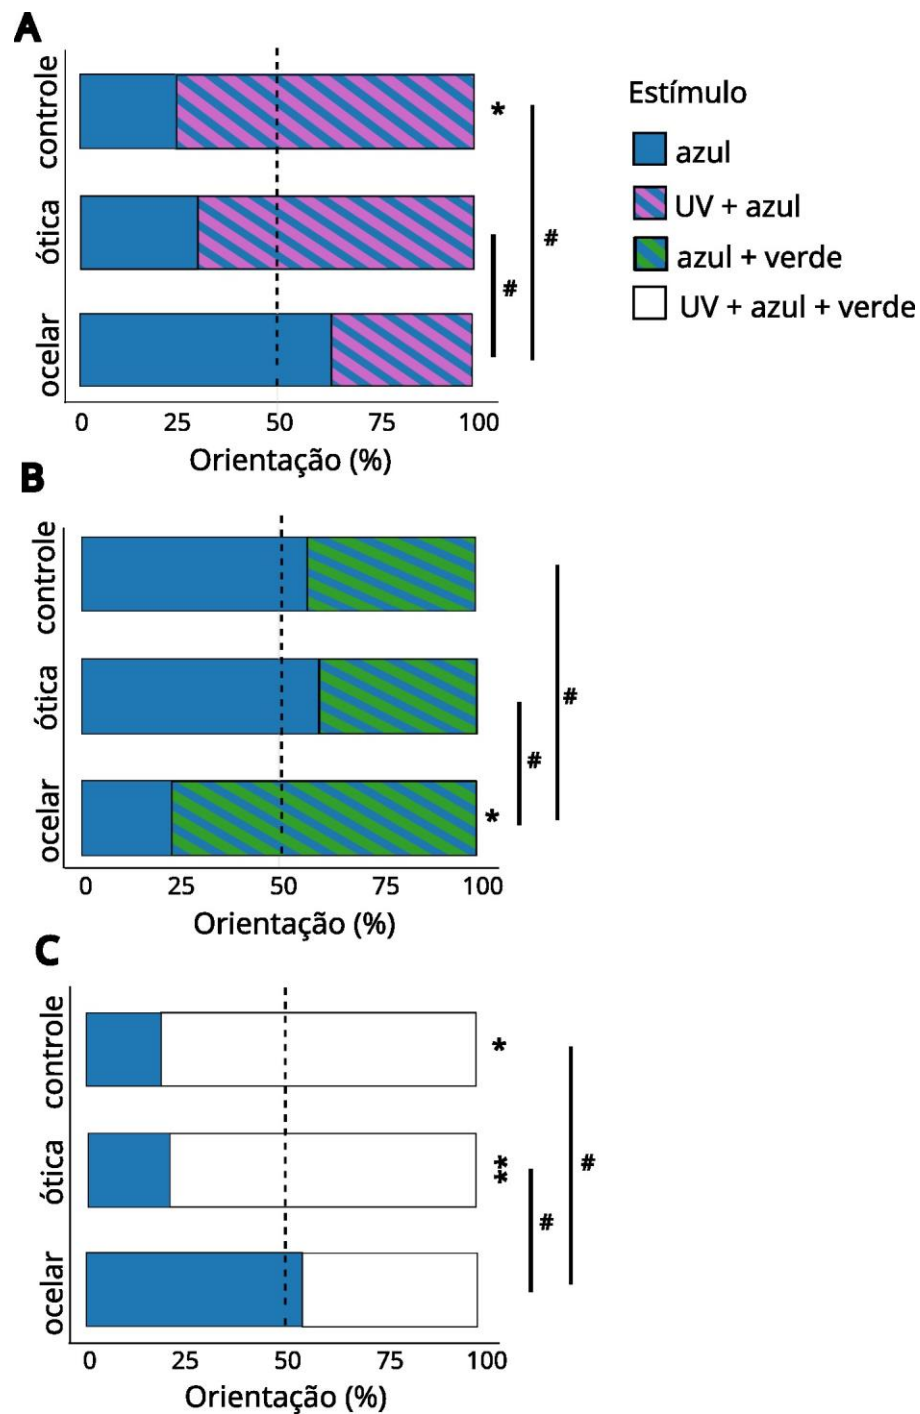 A
controle
*
#
ótica
#
ocelar
0 25 50 75 100
Orientação (%)
Estímulo
azul
UV + azul
azul + verde
UV + azul + verde
B
controle
#
ótica
#
ocelar
*
0 25 50 75 100
Orientação (%)
C
controle
*
#
ótica
**
#
ocelar
0 25 50 75 100
Orientação (%)